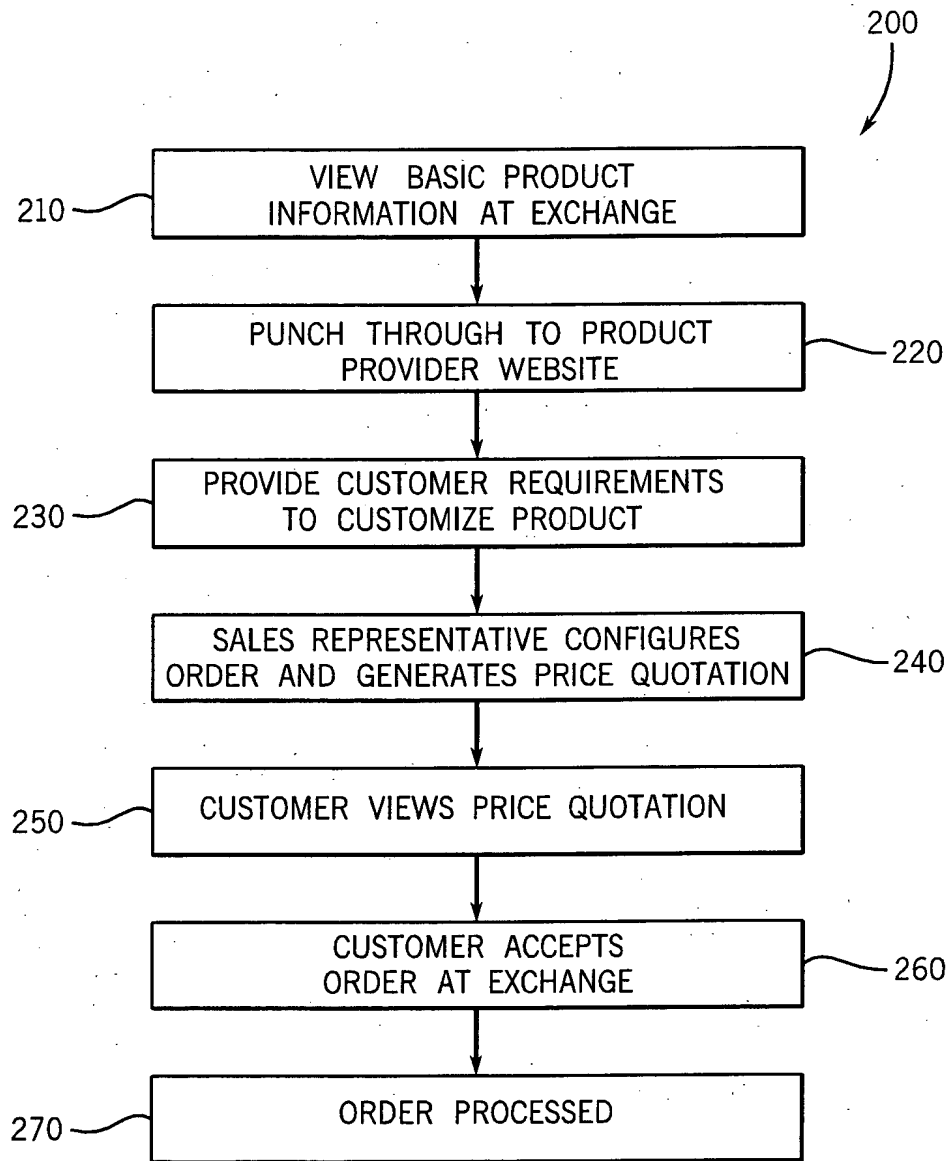 200
VIEW BASIC PRODUCT
INFORMATION AT EXCHANGE
210
PUNCH THROUGH TO PRODUCT
PROVIDER WEBSITE
220
PROVIDE CUSTOMER REQUIREMENTS
TO CUSTOMIZE PRODUCT
230
SALES REPRESENTATIVE CONFIGURES
ORDER AND GENERATES PRICE QUOTATION
240
CUSTOMER VIEWS PRICE QUOTATION
250
CUSTOMER ACCEPTS
ORDER AT EXCHANGE
260
ORDER PROCESSED
270